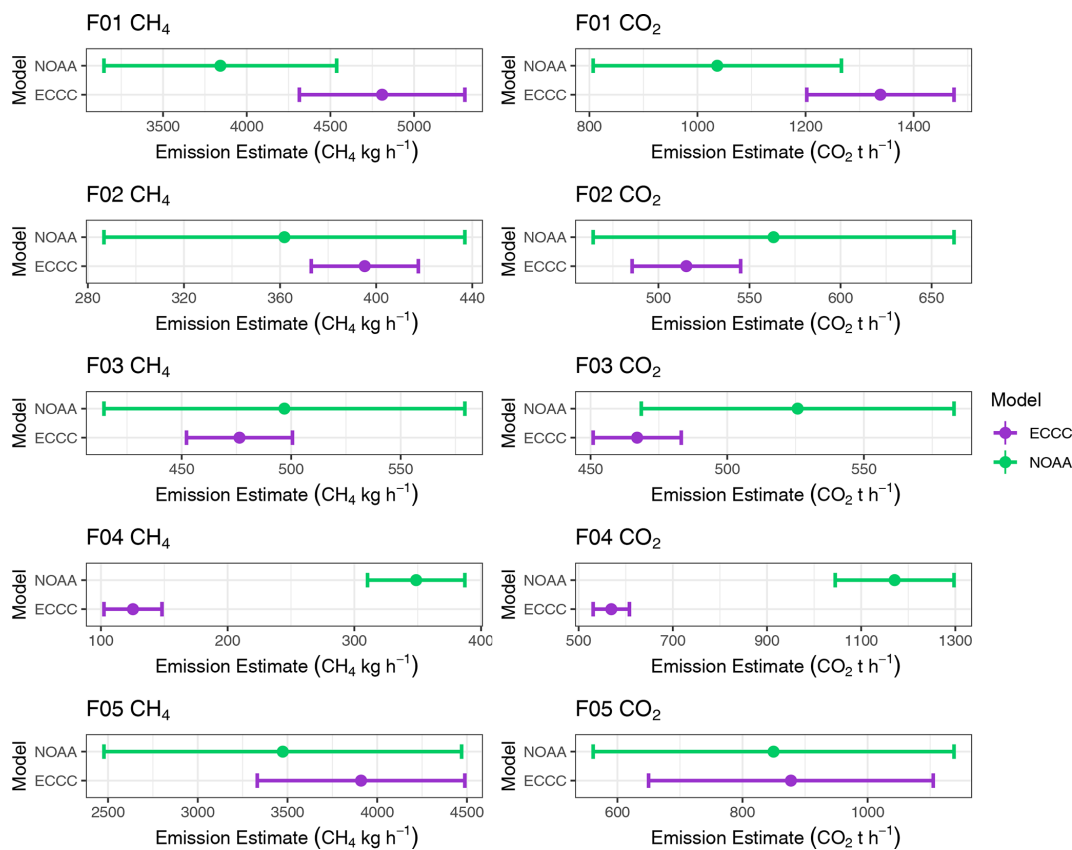 F01 CH₄
Model
NOAA
ECCC
3500 4000 4500 5000
Emission Estimate (CH₄ kg h⁻¹)
F01 CO₂
Model
NOAA
ECCC
800 1000 1200 1400
Emission Estimate (CO₂ t h⁻¹)
F02 CH₄
Model
NOAA
ECCC
280 320 360 400 440
Emission Estimate (CH₄ kg h⁻¹)
F02 CO₂
Model
NOAA
ECCC
500 550 600 650
Emission Estimate (CO₂ t h⁻¹)
F03 CH₄
Model
NOAA
ECCC
450 500 550
Emission Estimate (CH₄ kg h⁻¹)
F03 CO₂
Model
NOAA
ECCC
450 500 550
Emission Estimate (CO₂ t h⁻¹)
Model
ECCC
NOAA
F04 CH₄
Model
NOAA
ECCC
100 200 300 400
Emission Estimate (CH₄ kg h⁻¹)
F04 CO₂
Model
NOAA
ECCC
500 700 900 1100 1300
Emission Estimate (CO₂ t h⁻¹)
F05 CH₄
Model
NOAA
ECCC
2500 3000 3500 4000 4500
Emission Estimate (CH₄ kg h⁻¹)
F05 CO₂
Model
NOAA
ECCC
600 800 1000
Emission Estimate (CO₂ t h⁻¹)